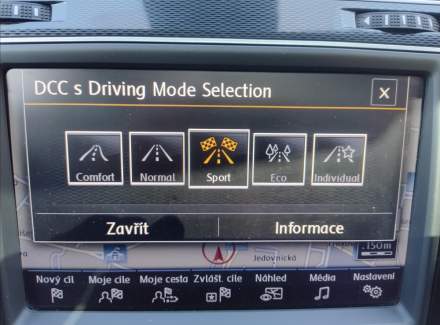 DCC s Driving Mode Selection
x
Comfort Normal Sport Eco Individual
Zavřít Informace
Jedovnická
150m
Nový cíl Moje cíle Moje cesta Zvlášt. cíle Náhled Média Nastavení